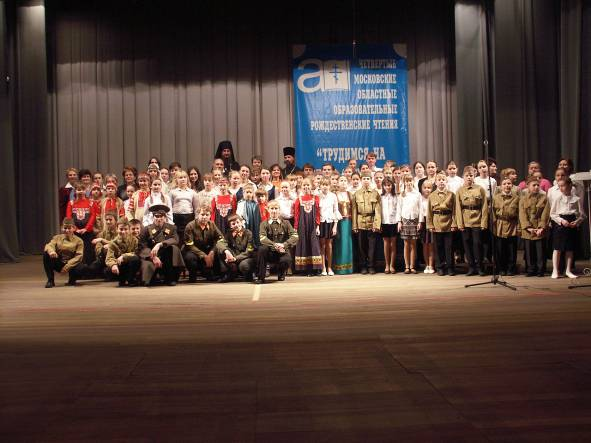 а
ЧЕТВЕРТЫЕ
МОСКОВСКИЕ
ОБЛАСТНЫЕ
ОБРАЗОВАТЕЛЬНЫЕ
РОЖДЕСТВЕНСКИЕ ЧТЕНИЯ
"ТРУДИМСЯ НА